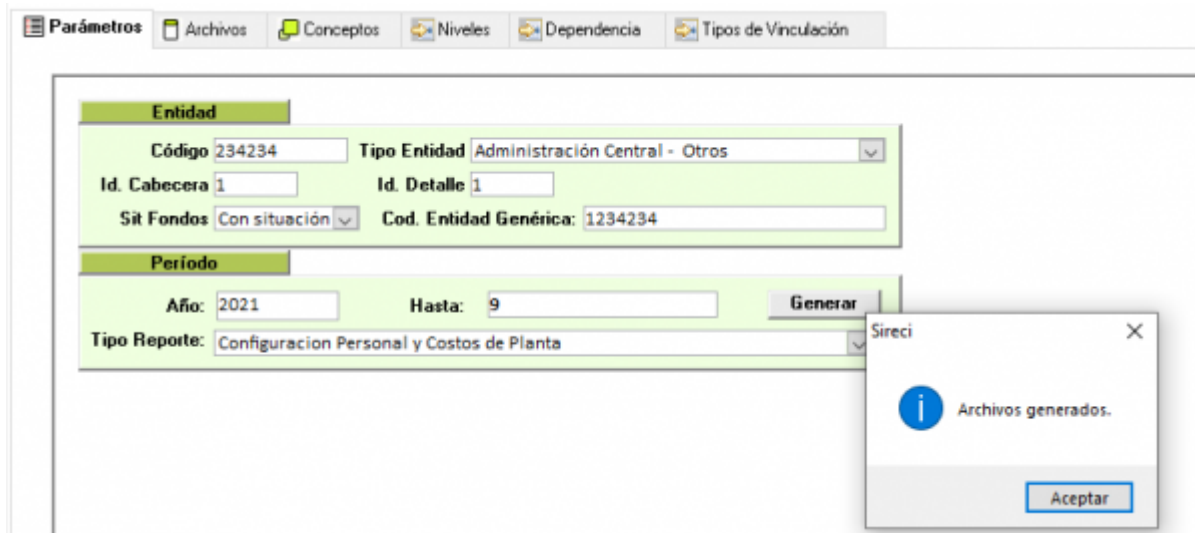 Parámetros Archivos Conceptos Niveles Dependencia Tipos de Vinculación
Entidad
Código 234234 Tipo Entidad Administración Central - Otros
Id. Cabecera 1 Id. Detalle 1
Sit Fondos Con situación Cod. Entidad Genérica: 1234234
Período
Año: 2021 Hasta: 9 Generar
Tipo Reporte: Configuracion Personal y Costos de Planta
Sireci
Archivos generados.
Aceptar